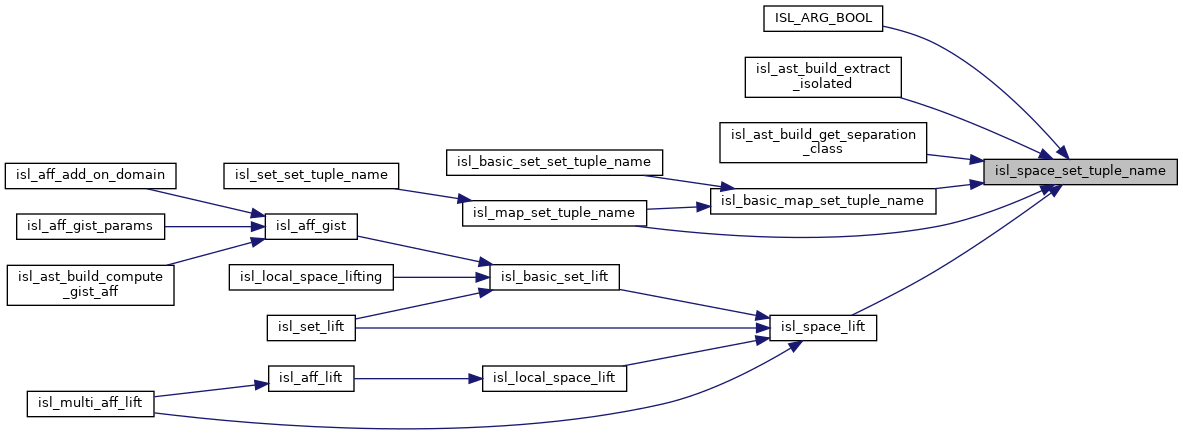 ISL_ARG_BOOL
isl_ast_build_extract
_isolated
isl_ast_build_get_separation
_class
isl_space_set_tuple_name
isl_basic_set_set_tuple_name
isl_aff_add_on_domain
isl_set_set_tuple_name
isl_basic_map_set_tuple_name
isl_map_set_tuple_name
isl_aff_gist_params
isl_aff_gist
isl_ast_build_compute
_gist_aff
isl_local_space_lifting
isl_basic_set_lift
isl_set_lift
isl_space_lift
isl_aff_lift
isl_local_space_lift
isl_multi_aff_lift